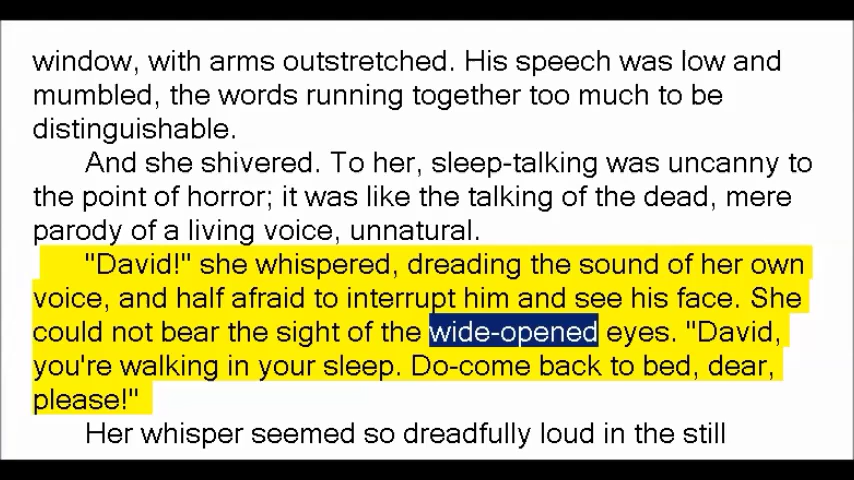 window, with arms outstretched. His speech was low and
mumbled, the words running together too much to be
distinguishable.
And she shivered. To her, sleep-talking was uncanny to
the point of horror; it was like the talking of the dead, mere
parody of a living voice, unnatural.
"David!" she whispered, dreading the sound of her own
voice, and half afraid to interrupt him and see his face. She
could not bear the sight of the wide-opened eyes. "David,
you're walking in your sleep. Do-come back to bed, dear,
please!"
Her whisper seemed so dreadfully loud in the still